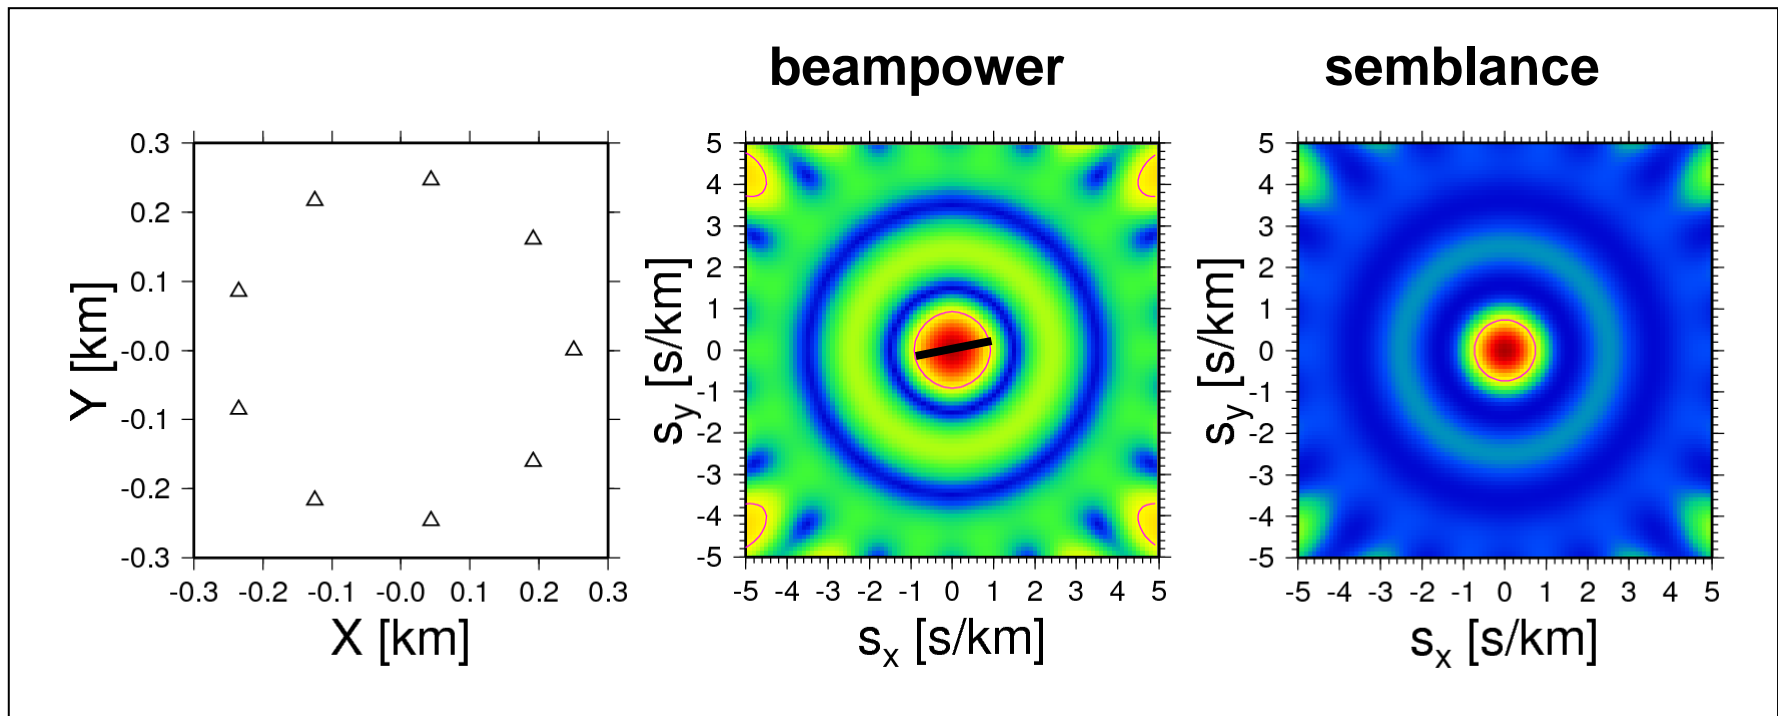 beampower
semblance
0.3
0.2
0.1
-0.0
-0.1
-0.2
-0.3
Y [km]
-0.3 -0.2 -0.1 -0.0 0.1 0.2 0.3
X [km]
5
4
3
2
1
0
-1
-2
-3
-4
-5
sy [s/km]
-5 -4 -3 -2 -1 0 1 2 3 4 5
sx [s/km]
5
4
3
2
1
0
-1
-2
-3
-4
-5
sy [s/km]
-5 -4 -3 -2 -1 0 1 2 3 4 5
sx [s/km]